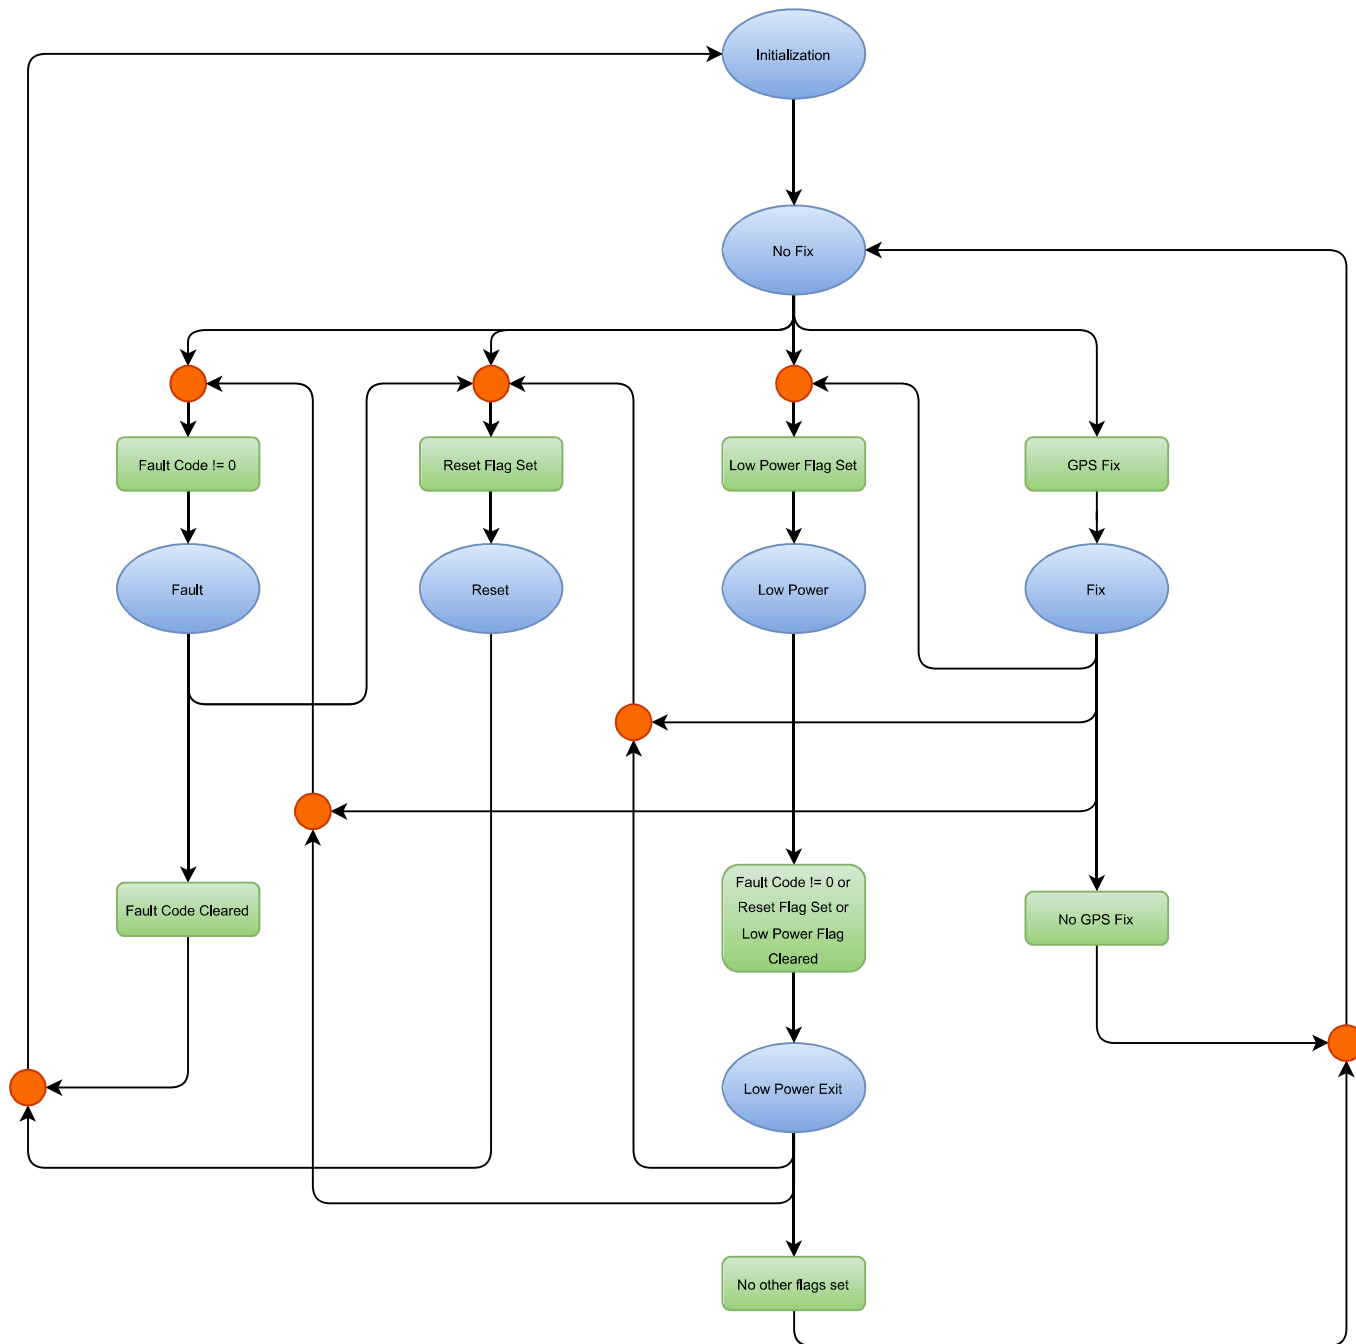 Initialization
No Fix
Fault Code != 0
Reset Flag Set
Low Power Flag Set
GPS Fix
Fault
Reset
Low Power
Fix
Fault Code Cleared
Fault Code != 0 or
Reset Flag Set or
Low Power Flag
Cleared
No GPS Fix
Low Power Exit
No other flags set